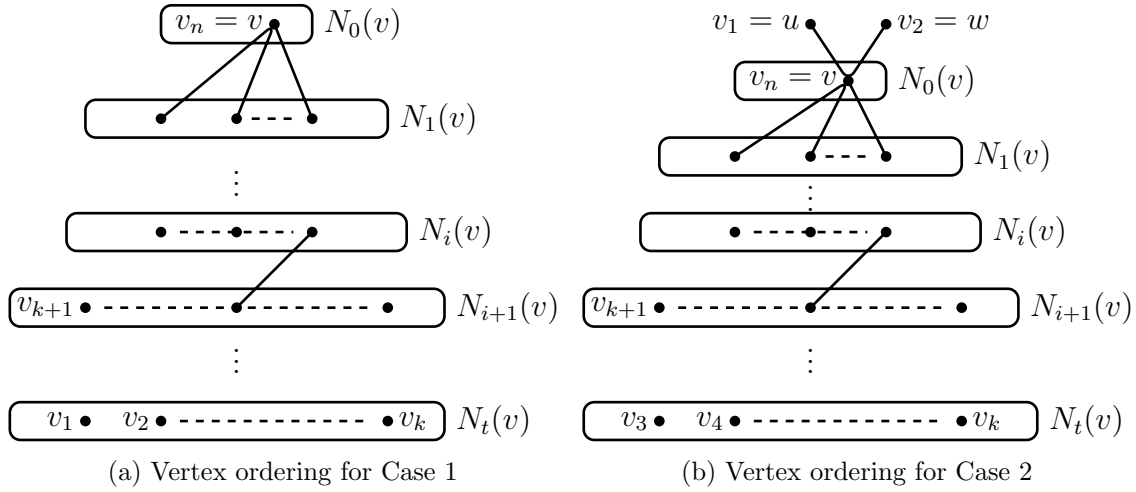 v_n = v N_0(v)
N_1(v)
⋮
N_i(v)
v_{k+1} N_{i+1}(v)
⋮
v_1 v_2 v_k N_t(v)
(a) Vertex ordering for Case 1
v_1 = u v_2 = w
v_n = v N_0(v)
N_1(v)
⋮
N_i(v)
v_{k+1} N_{i+1}(v)
⋮
v_3 v_4 v_k N_t(v)
(b) Vertex ordering for Case 2